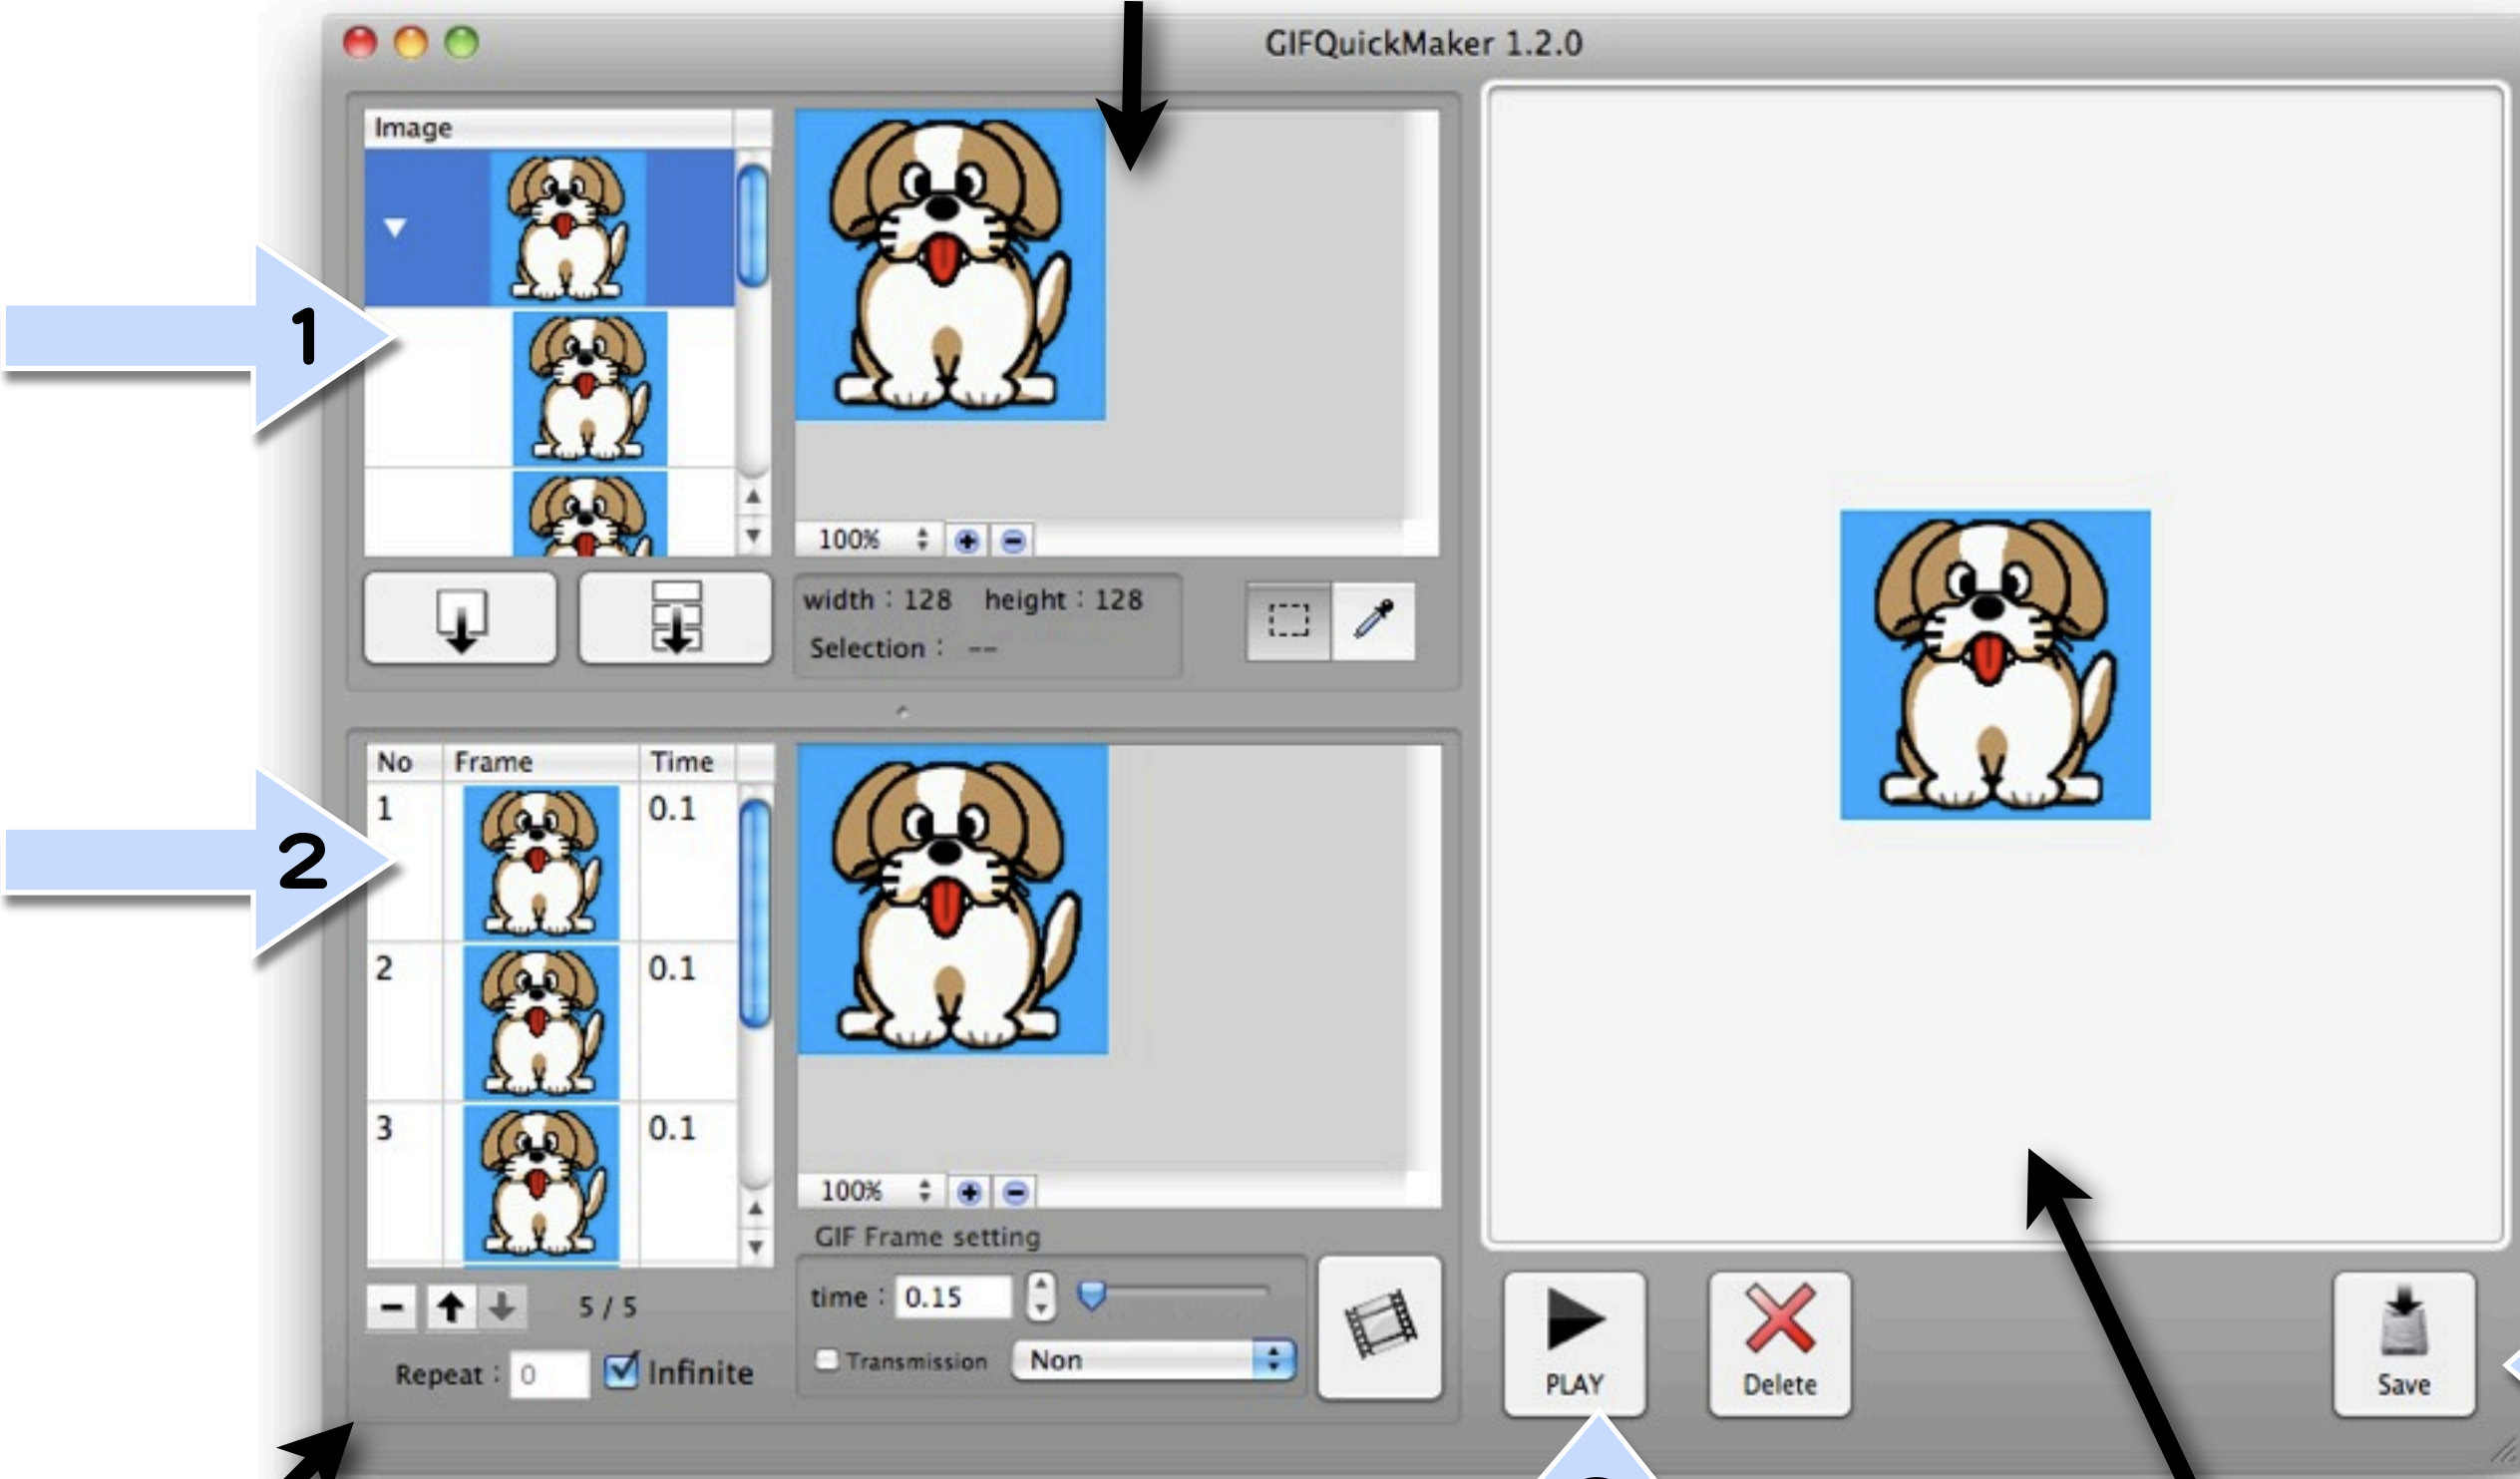 GIFQuickMaker 1.2.0
Image
1
100%
width : 128 height : 128
Selection : --
2
No Frame Time
1 0.1
2 0.1
3 0.1
100%
GIF Frame setting
time : 0.15
5 / 5
Transmission Non
Repeat : 0 Infinite
PLAY
Delete
Save